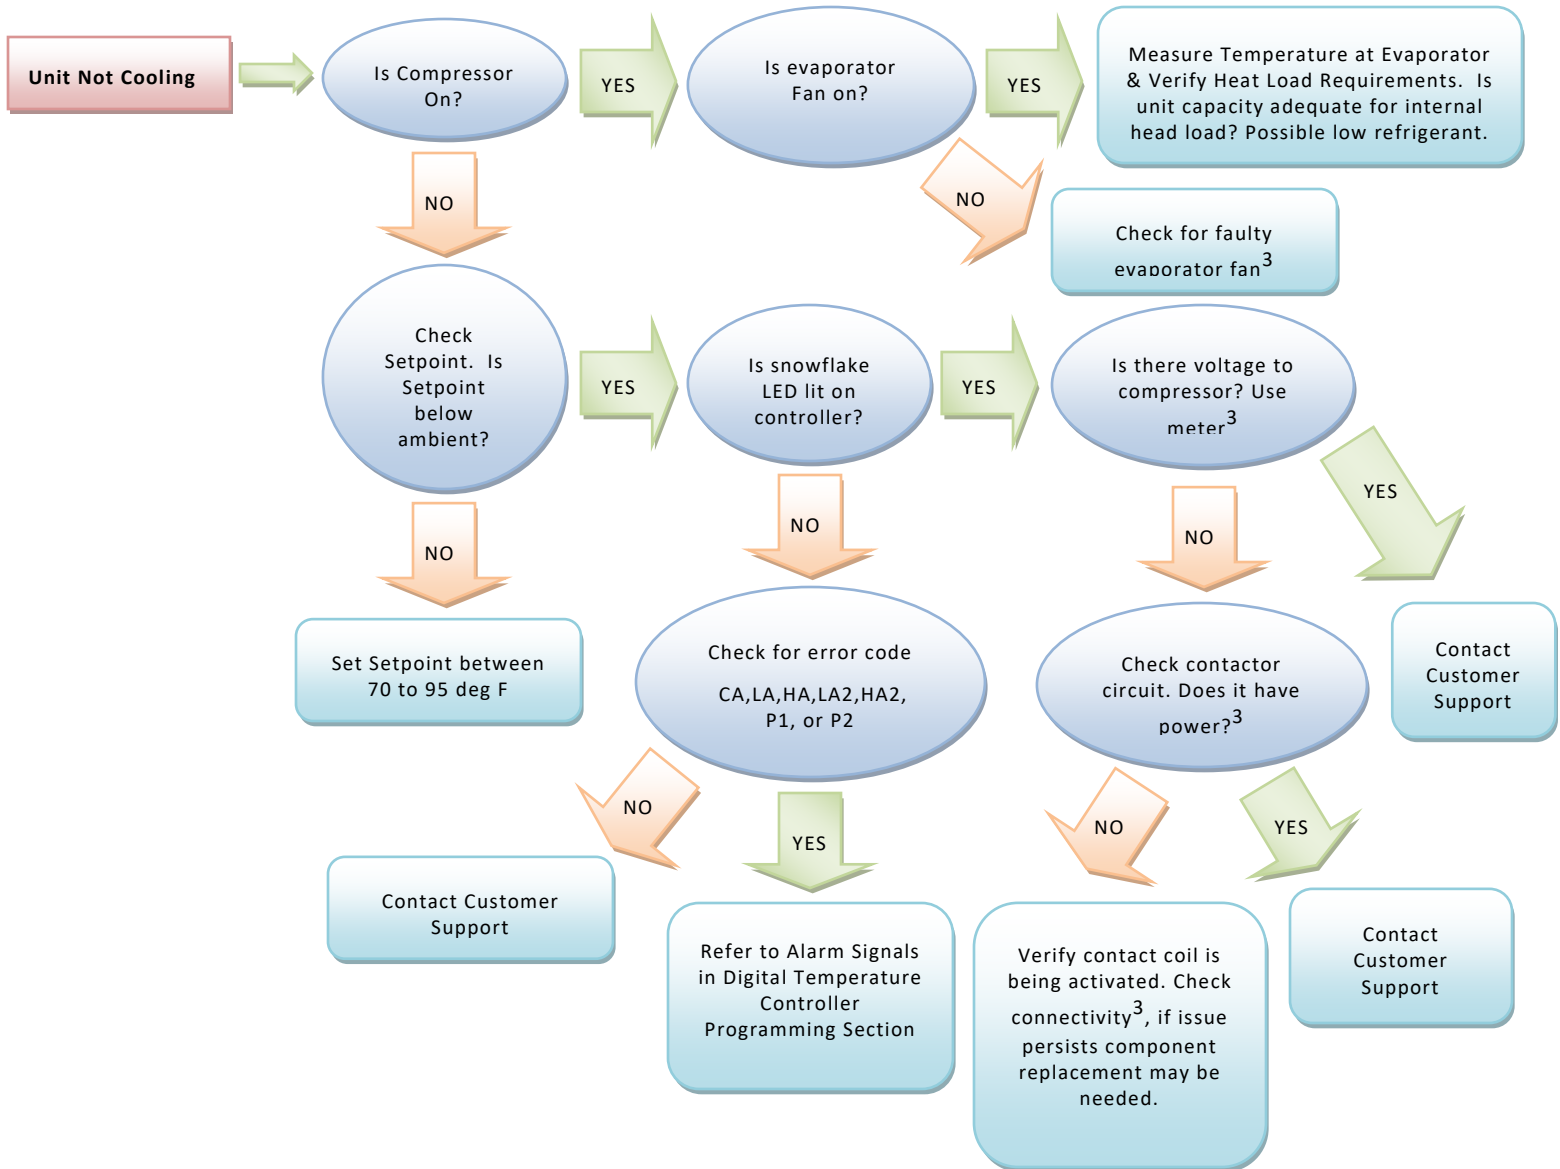 Unit Not Cooling
Is Compressor
On?
YES
Is evaporator
Fan on?
YES
Measure Temperature at Evaporator
& Verify Heat Load Requirements.  Is
unit capacity adequate for internal
head load? Possible low refrigerant.
NO
NO
Check for faulty
evaporator fan3
Check
Setpoint.  Is
Setpoint
below
ambient?
YES
Is snowflake
LED lit on
controller?
YES
Is there voltage to
compressor? Use
meter3
YES
NO
NO
NO
Set Setpoint between
70 to 95 deg F
Check for error code
CA,LA,HA,LA2,HA2,
P1, or P2
Check contactor
circuit. Does it have
power?3
Contact
Customer
Support
NO
YES
NO
YES
Contact Customer
Support
Refer to Alarm Signals
in Digital Temperature
Controller
Programming Section
Verify contact coil is
being activated. Check
connectivity3, if issue
persists component
replacement may be
needed.
Contact
Customer
Support